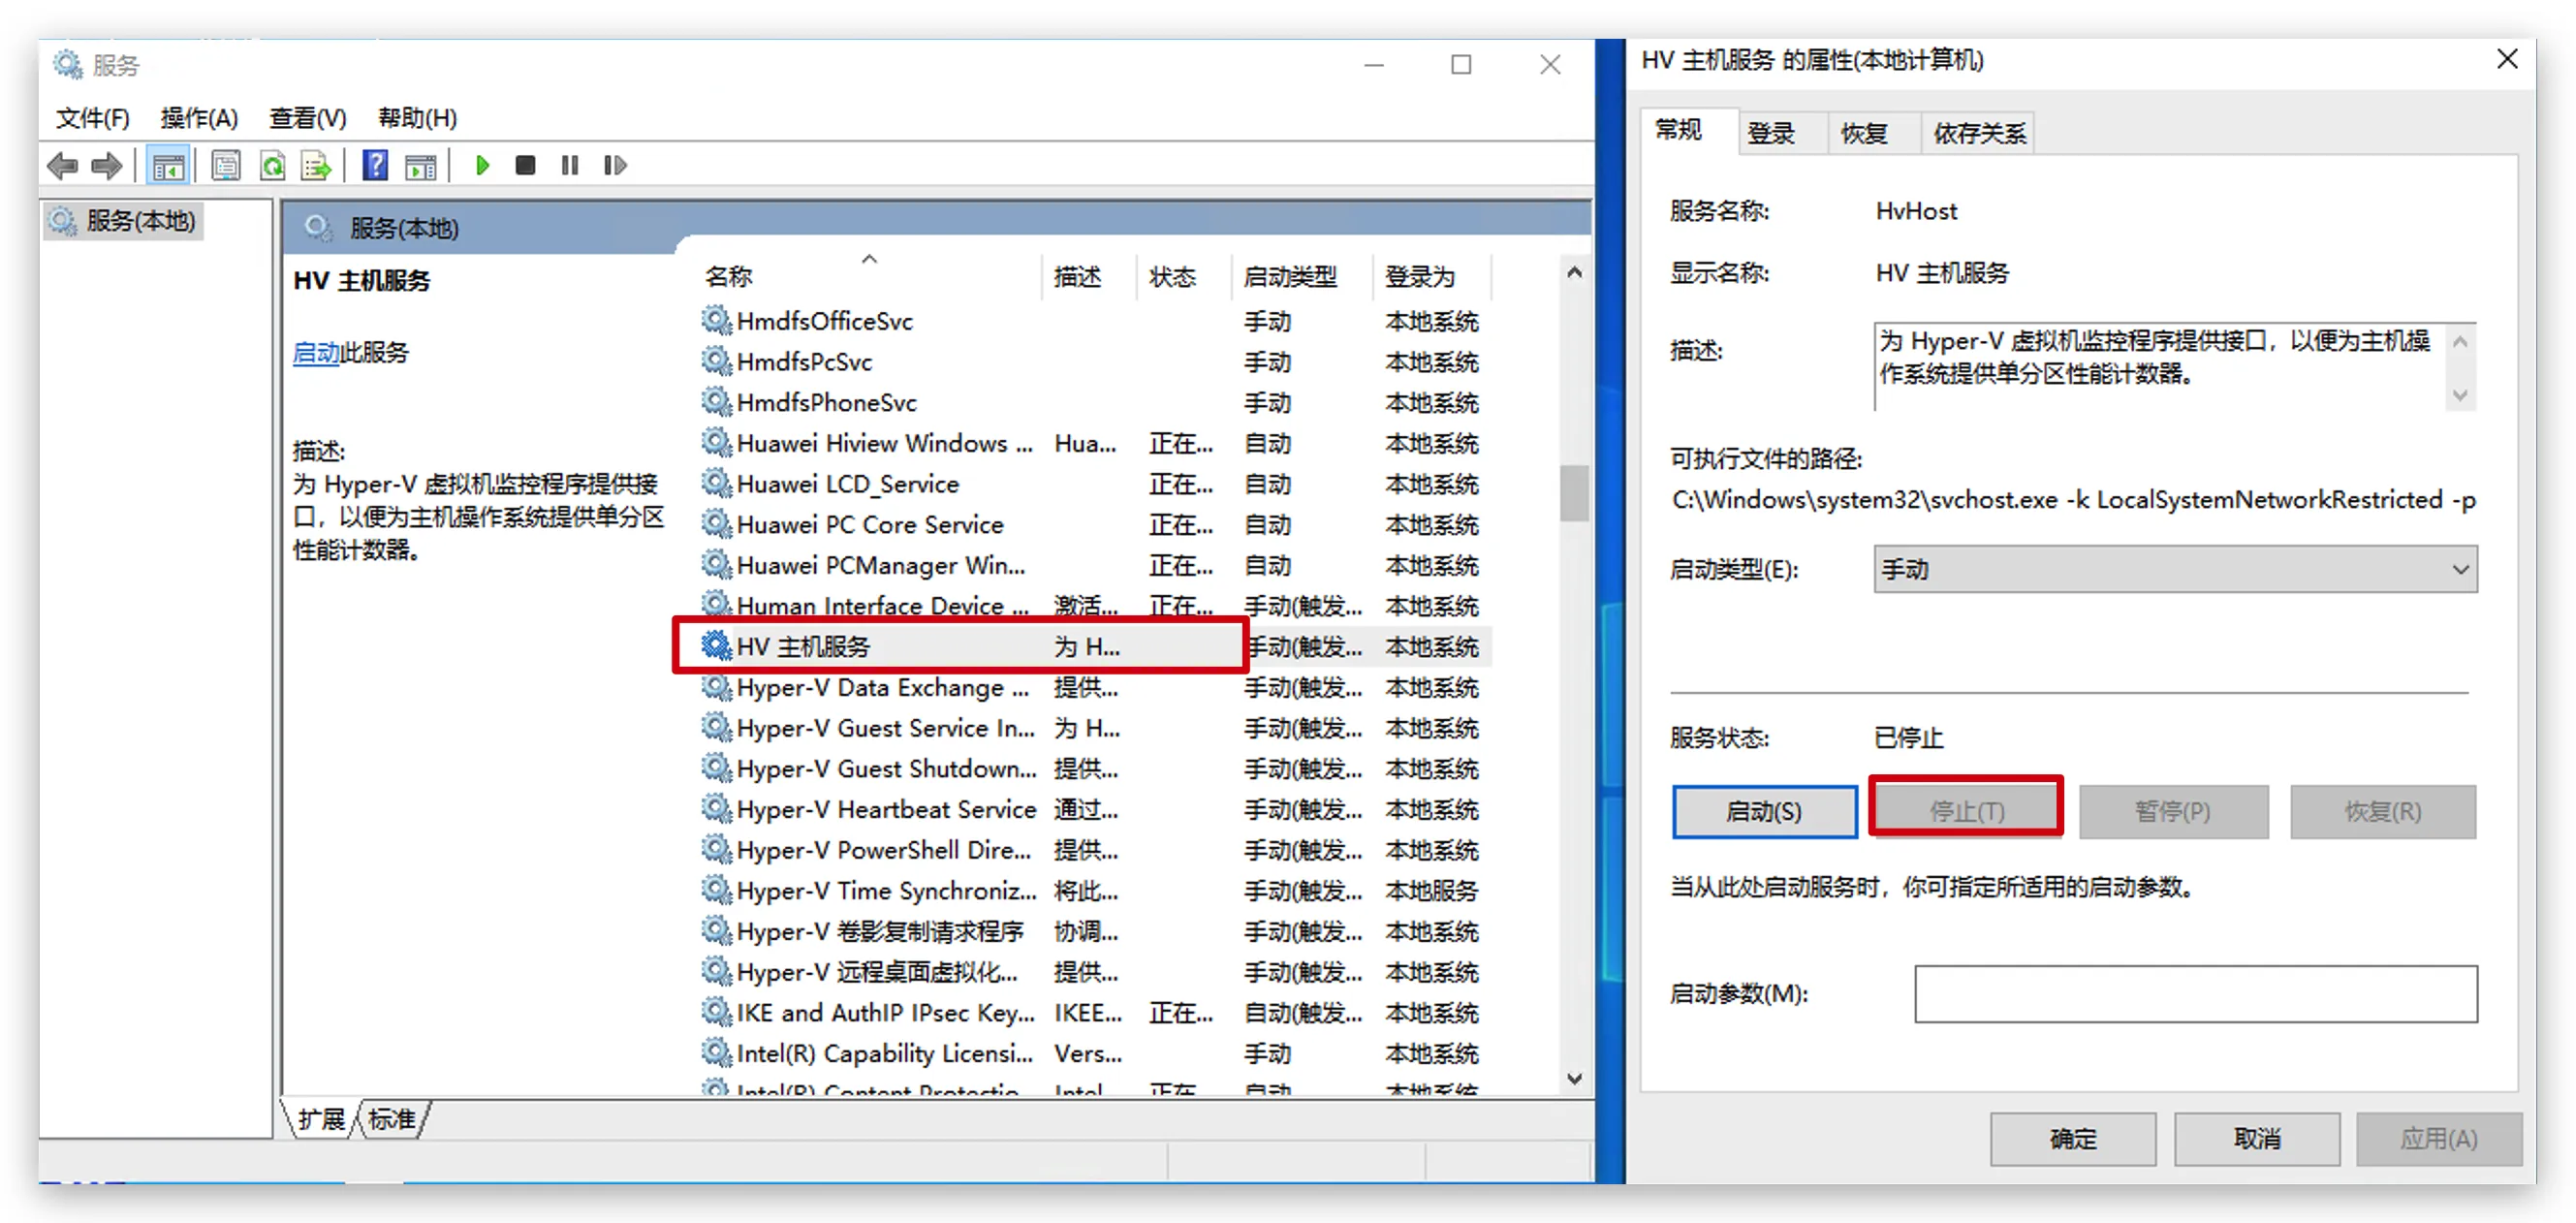 服务
文件(F) 操作(A) 查看(V) 帮助(H)
服务(本地)
服务(本地)
HV 主机服务
启动此服务
描述:
为 Hyper-V 虚拟机监控程序提供接
口，以便为主机操作系统提供单分区
性能计数器。
名称 描述 状态 启动类型 登录为
HmdfsOfficeSvc 手动 本地系统
HmdfsPcSvc 手动 本地系统
HmdfsPhoneSvc 手动 本地系统
Huawei Hiview Windows ... Hua... 正在... 自动 本地系统
Huawei LCD_Service 正在... 自动 本地系统
Huawei PC Core Service 正在... 自动 本地系统
Huawei PCManager Win... 正在... 自动 本地系统
Human Interface Device ... 激活... 正在... 手动(触发... 本地系统
HV 主机服务 为 H... 手动(触发... 本地系统
Hyper-V Data Exchange ... 提供... 手动(触发... 本地系统
Hyper-V Guest Service In... 为 H... 手动(触发... 本地系统
Hyper-V Guest Shutdown... 提供... 手动(触发... 本地系统
Hyper-V Heartbeat Service 通过... 手动(触发... 本地系统
Hyper-V PowerShell Dire... 提供... 手动(触发... 本地系统
Hyper-V Time Synchroniz... 将此... 手动(触发... 本地服务
Hyper-V 卷影复制请求程序 协调... 手动(触发... 本地系统
Hyper-V 远程桌面虚拟化... 提供... 手动(触发... 本地系统
IKE and AuthIP IPsec Key... IKEE... 正在... 自动(触发... 本地系统
Intel(R) Capability Licensi... Vers... 手动 本地系统
Intel(R) Content Protectio... Intel... 正在... 自动 本地系统
扩展 标准
HV 主机服务 的属性(本地计算机)
常规 登录 恢复 依存关系
服务名称: HvHost
显示名称: HV 主机服务
描述: 为 Hyper-V 虚拟机监控程序提供接口，以便为主机操
作系统提供单分区性能计数器。
可执行文件的路径:
C:\Windows\system32\svchost.exe -k LocalSystemNetworkRestricted -p
启动类型(E): 手动
服务状态: 已停止
启动(S) 停止(T) 暂停(P) 恢复(R)
当从此处启动服务时，你可指定所适用的启动参数。
启动参数(M):
确定 取消 应用(A)